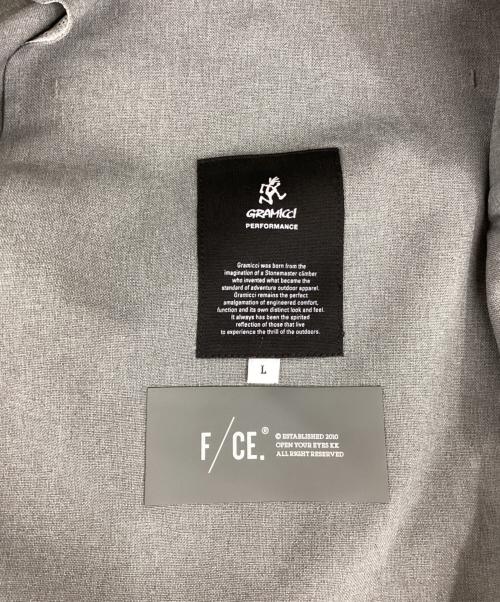 GRAMICCI
PERFORMANCE
Gramicci was born from the
imagination of a Stonemaster climber
who invented what became the
standard of adventure outdoor apparel.
Gramicci remains the perfect
amalgamation of engineered comfort,
function and its own distinct look and feel.
It always has been the spirited
reflection of those that live
to experience the thrill of the outdoors.
L
F/CE.®
© ESTABLISHED 2010
OPEN YOUR EYES KK
ALL RIGHT RESERVED